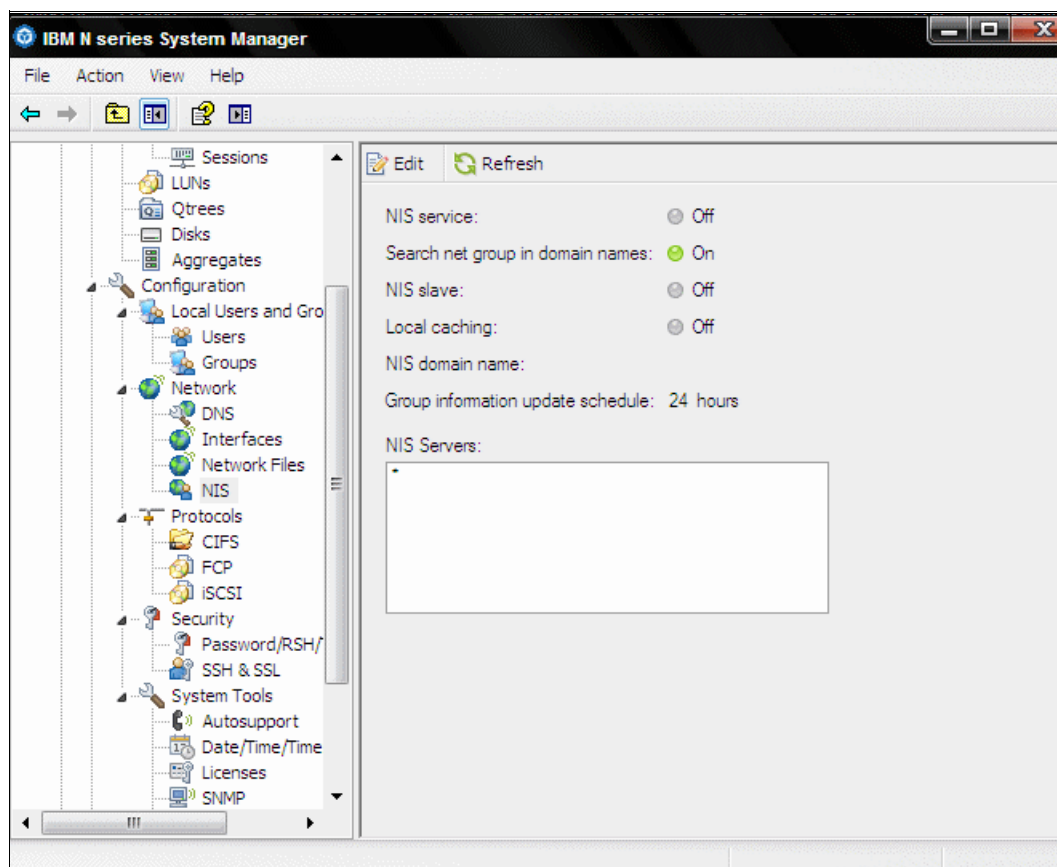 IBM N series System Manager
File Action View Help
Sessions
LUNs
Qtrees
Disks
Aggregates
Configuration
Local Users and Gro
Users
Groups
Network
DNS
Interfaces
Network Files
NIS
Protocols
CIFS
FCP
iSCSI
Security
Password/RSH/
SSH & SSL
System Tools
Autosupport
Date/Time/Time
Licenses
SNMP
Edit Refresh
NIS service: Off
Search net group in domain names: On
NIS slave: Off
Local caching: Off
NIS domain name:
Group information update schedule: 24 hours
NIS Servers:
*